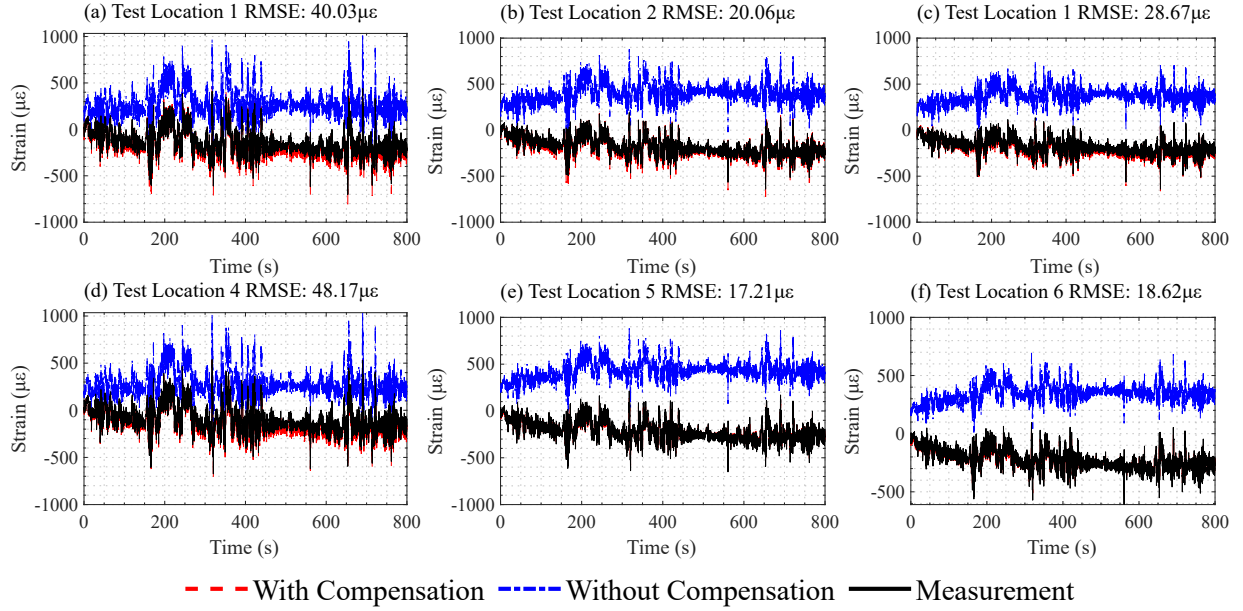 (a) Test Location 1 RMSE: 40.03με
(b) Test Location 2 RMSE: 20.06με
(c) Test Location 1 RMSE: 28.67με
1000
500
0
-500
1000
Strain (με)
0 200 400 600 800
Time (s)
1000
500
0
-500
1000
Strain (με)
0 200 400 600 800
Time (s)
1000
500
0
-500
1000
Strain (με)
0 200 400 600 800
Time (s)
(d) Test Location 4 RMSE: 48.17με
(e) Test Location 5 RMSE: 17.21με
(f) Test Location 6 RMSE: 18.62με
1000
500
0
-500
1000
Strain (με)
0 200 400 600 800
Time (s)
1000
500
0
-500
1000
Strain (με)
0 200 400 600 800
Time (s)
1000
500
0
-500
Strain (με)
0 200 400 600 800
Time (s)
With Compensation Without Compensation Measurement